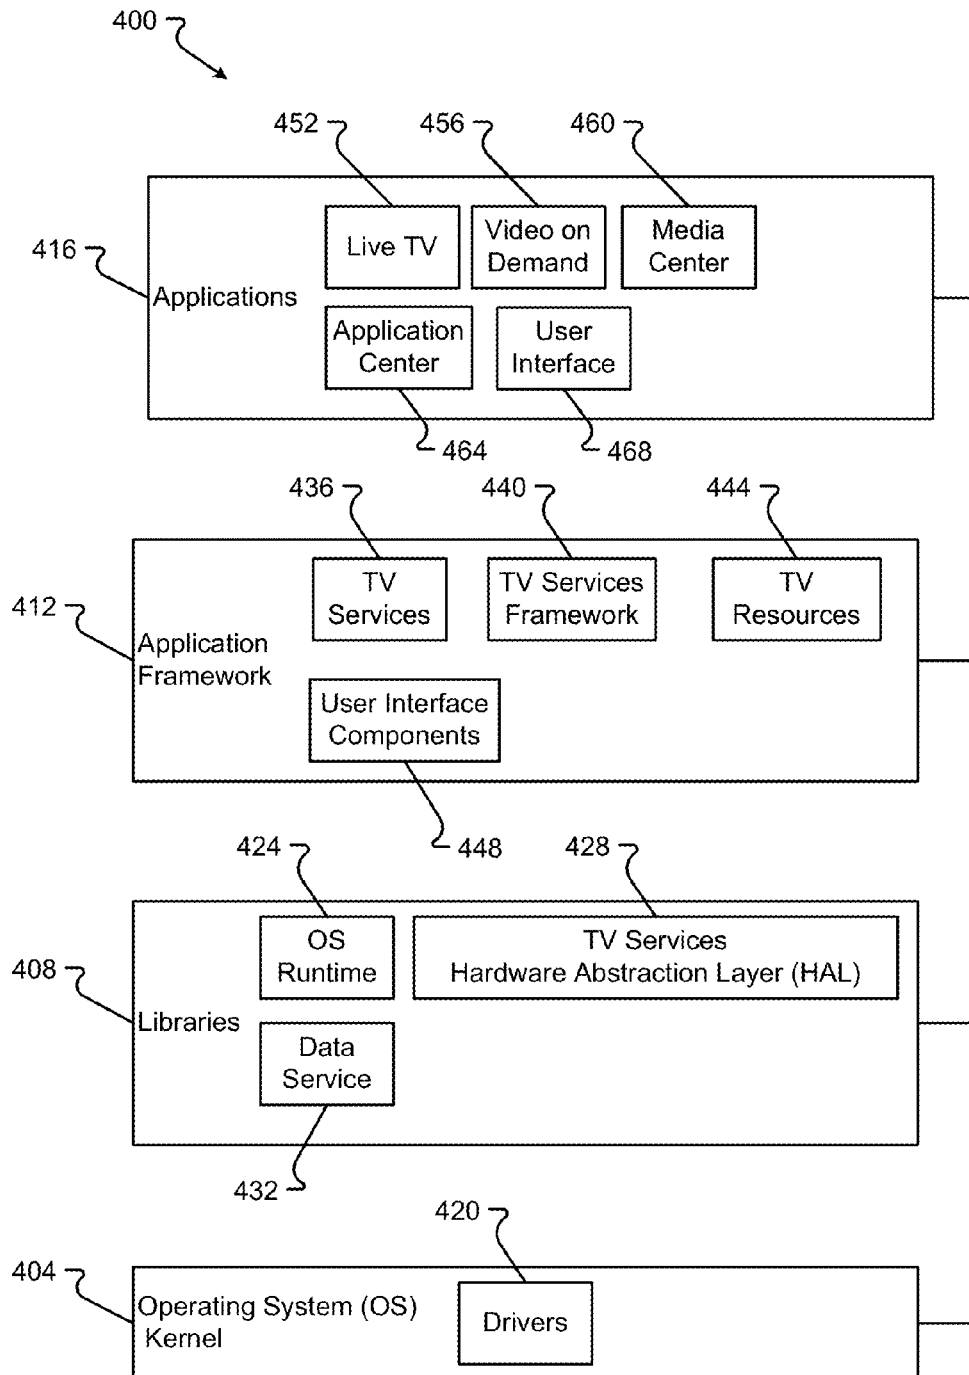 400
452
456
460
416
Applications
Live TV
Video on
Demand
Media
Center
Application
Center
User
Interface
464
468
436
440
444
412
Application
Framework
TV
Services
TV Services
Framework
TV
Resources
User Interface
Components
448
424
428
408
Libraries
OS
Runtime
TV Services
Hardware Abstraction Layer (HAL)
Data
Service
432
420
404
Operating System (OS)
Kernel
Drivers